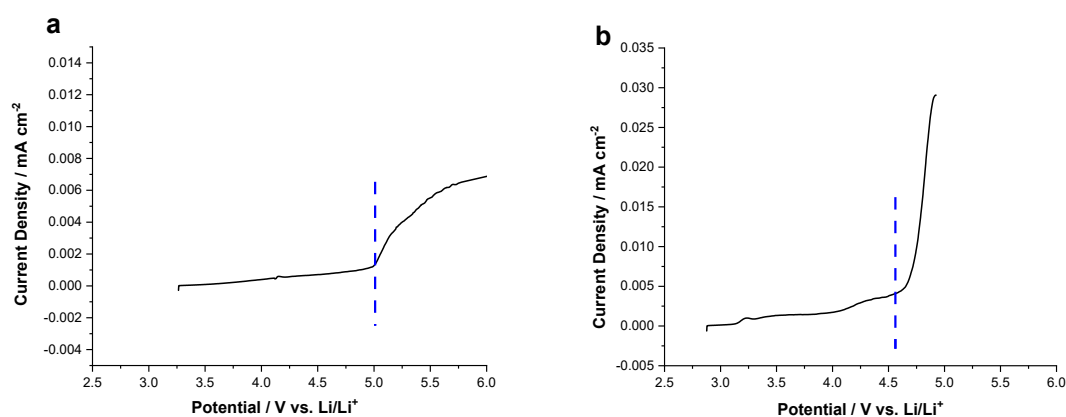 a
0.014
0.012
0.010
0.008
0.006
0.004
0.002
0.000
-0.002
-0.004
Current Density / mA cm⁻²
2.5 3.0 3.5 4.0 4.5 5.0 5.5 6.0
Potential / V vs. Li/Li⁺
b
0.035
0.030
0.025
0.020
0.015
0.010
0.005
0.000
-0.005
Current Density / mA cm⁻²
2.5 3.0 3.5 4.0 4.5 5.0 5.5 6.0
Potential / V vs. Li/Li⁺